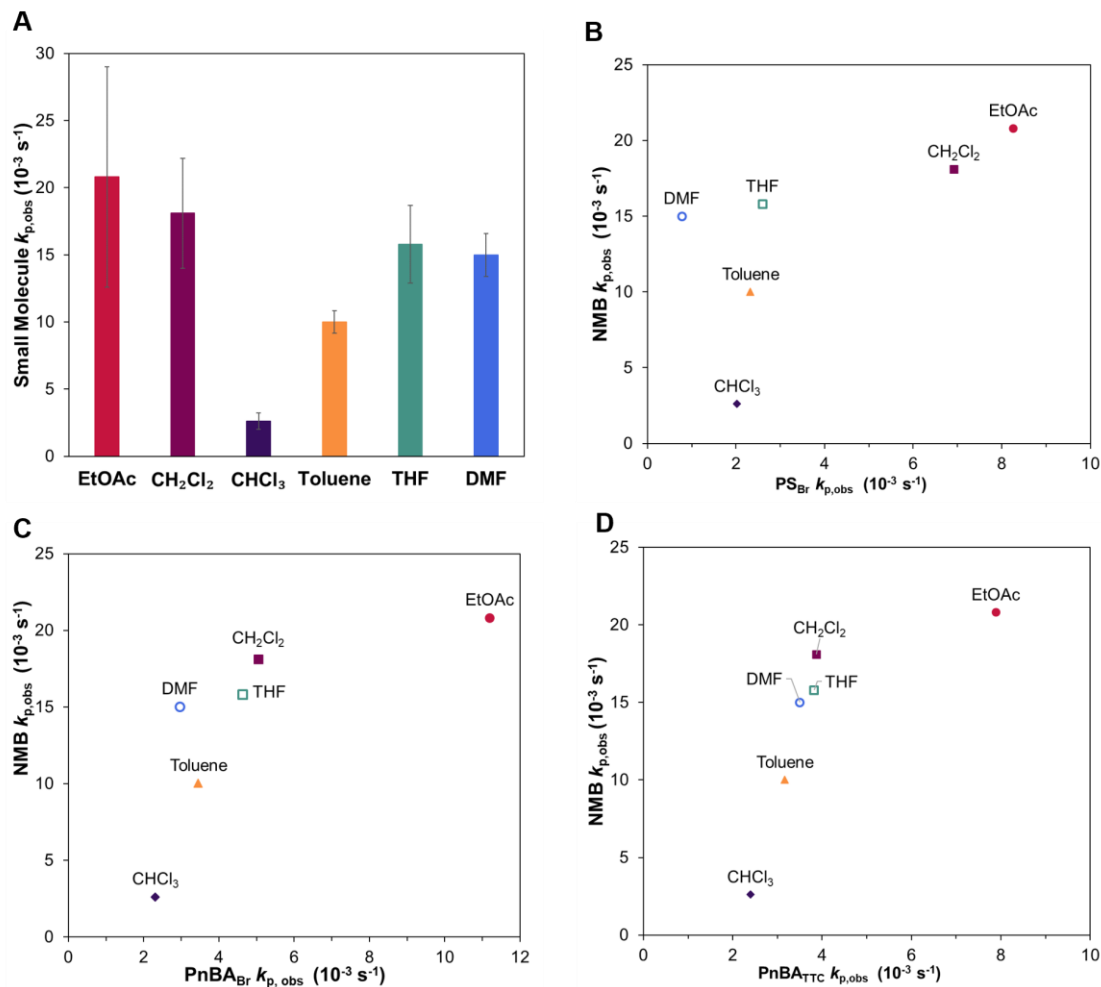 A
Small Molecule kp,obs (10⁻³ s⁻¹)
30
25
20
15
10
5
0
EtOAc CH₂Cl₂ CHCl₃ Toluene THF DMF
B
NMB kp,obs (10⁻³ s⁻¹)
25
20
15
10
5
0
EtOAc
CH₂Cl₂
THF
DMF
Toluene
CHCl₃
0 2 4 6 8 10
PSBr kp,obs (10⁻³ s⁻¹)
C
NMB kp,obs (10⁻³ s⁻¹)
25
20
15
10
5
0
EtOAc
CH₂Cl₂
DMF
THF
Toluene
CHCl₃
0 2 4 6 8 10 12
PnBABr kp, obs (10⁻³ s⁻¹)
D
NMB kp,obs (10⁻³ s⁻¹)
25
20
15
10
5
0
EtOAc
CH₂Cl₂
DMF
THF
Toluene
CHCl₃
0 2 4 6 8 10
PnBATTC kp,obs (10⁻³ s⁻¹)